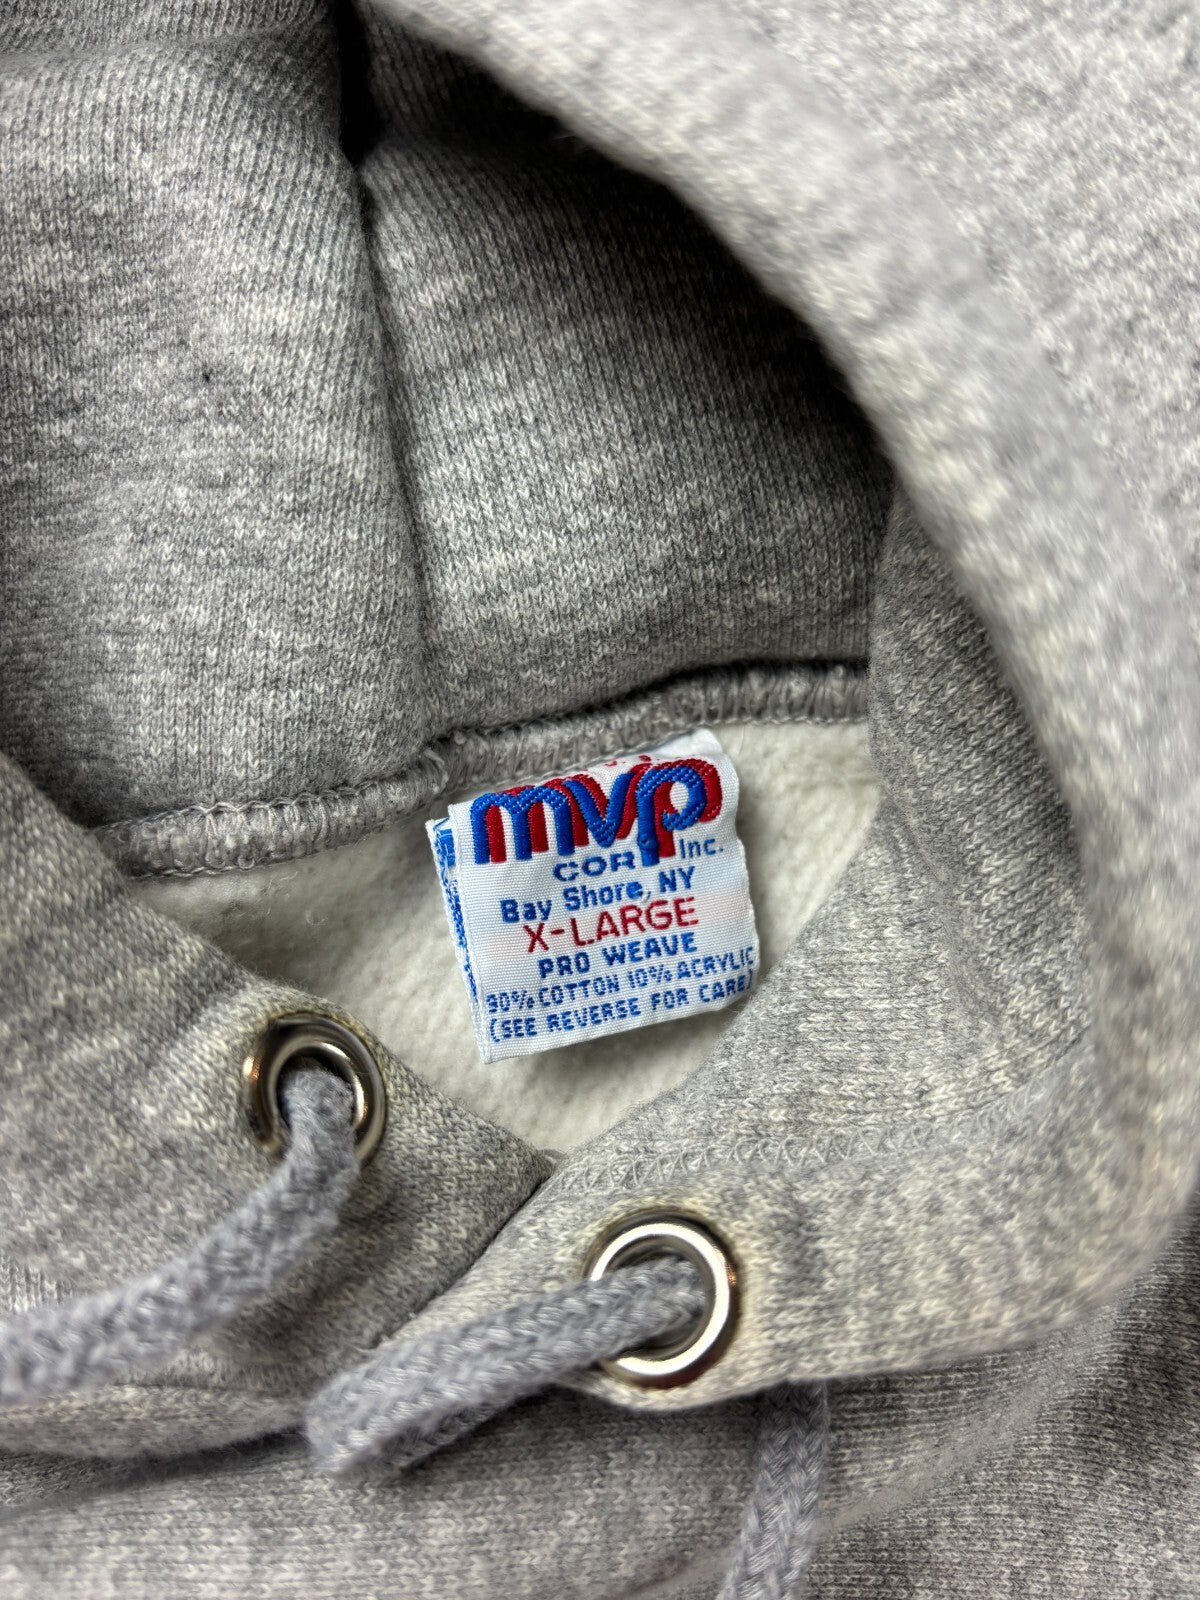 mvp
CORP Inc.
Bay Shore, NY
X-LARGE
PRO WEAVE
90% COTTON 10% ACRYLIC
(SEE REVERSE FOR CARE)